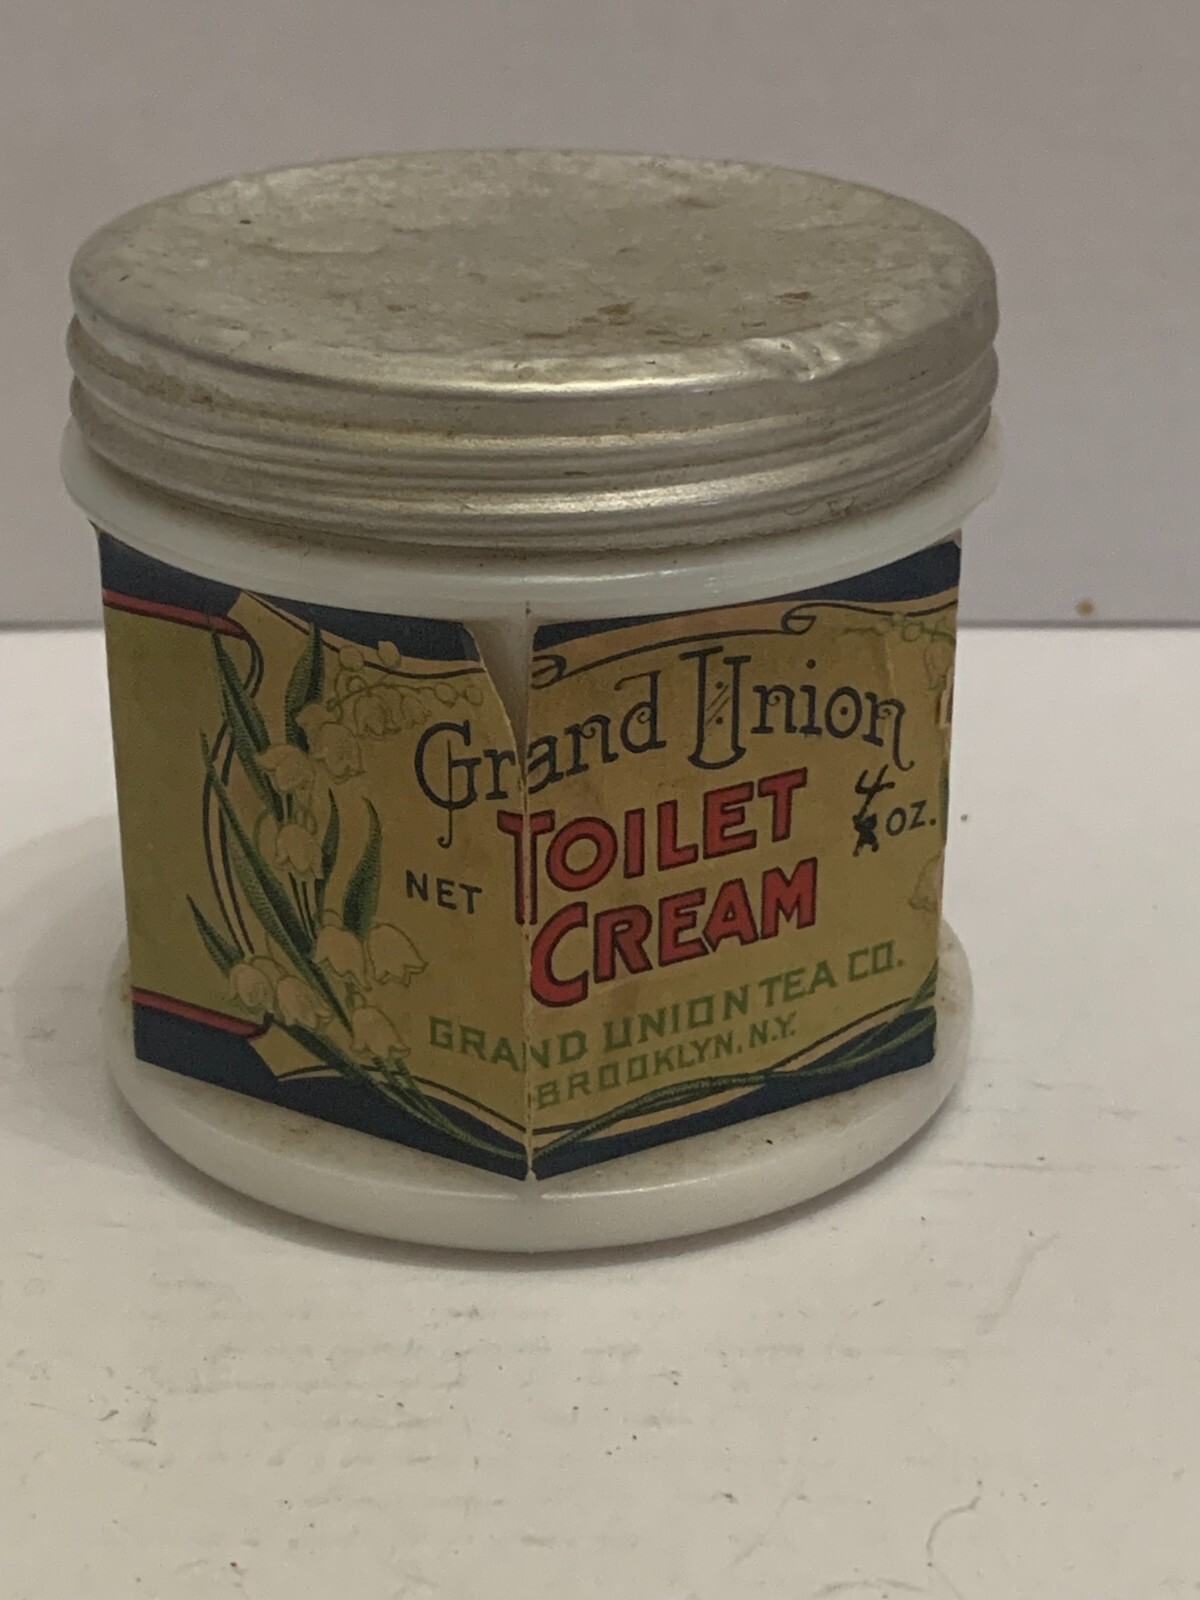 Grand Union
TOILET
CREAM
NET 4 OZ.
GRAND UNION TEA CO.
BROOKLYN, N.Y.